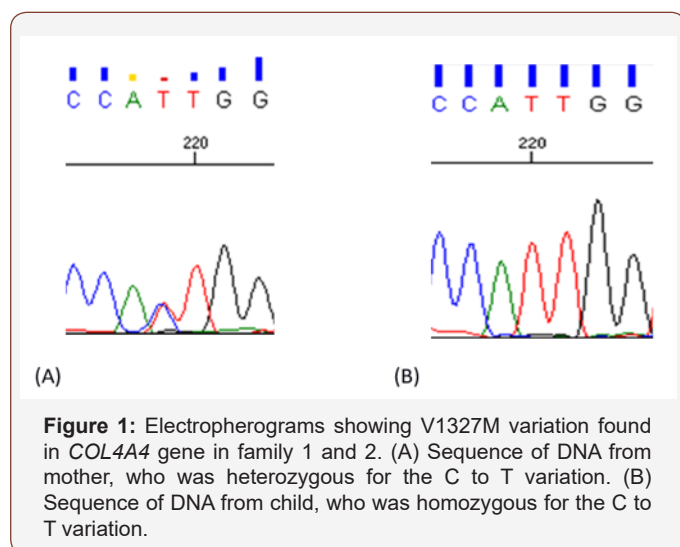 C C A T T G G
C C A T T G G
220
220
(A)
(B)
Figure 1: Electropherograms showing V1327M variation found
in COL4A4 gene in family 1 and 2. (A) Sequence of DNA from
mother, who was heterozygous for the C to T variation. (B)
Sequence of DNA from child, who was homozygous for the C to
T variation.